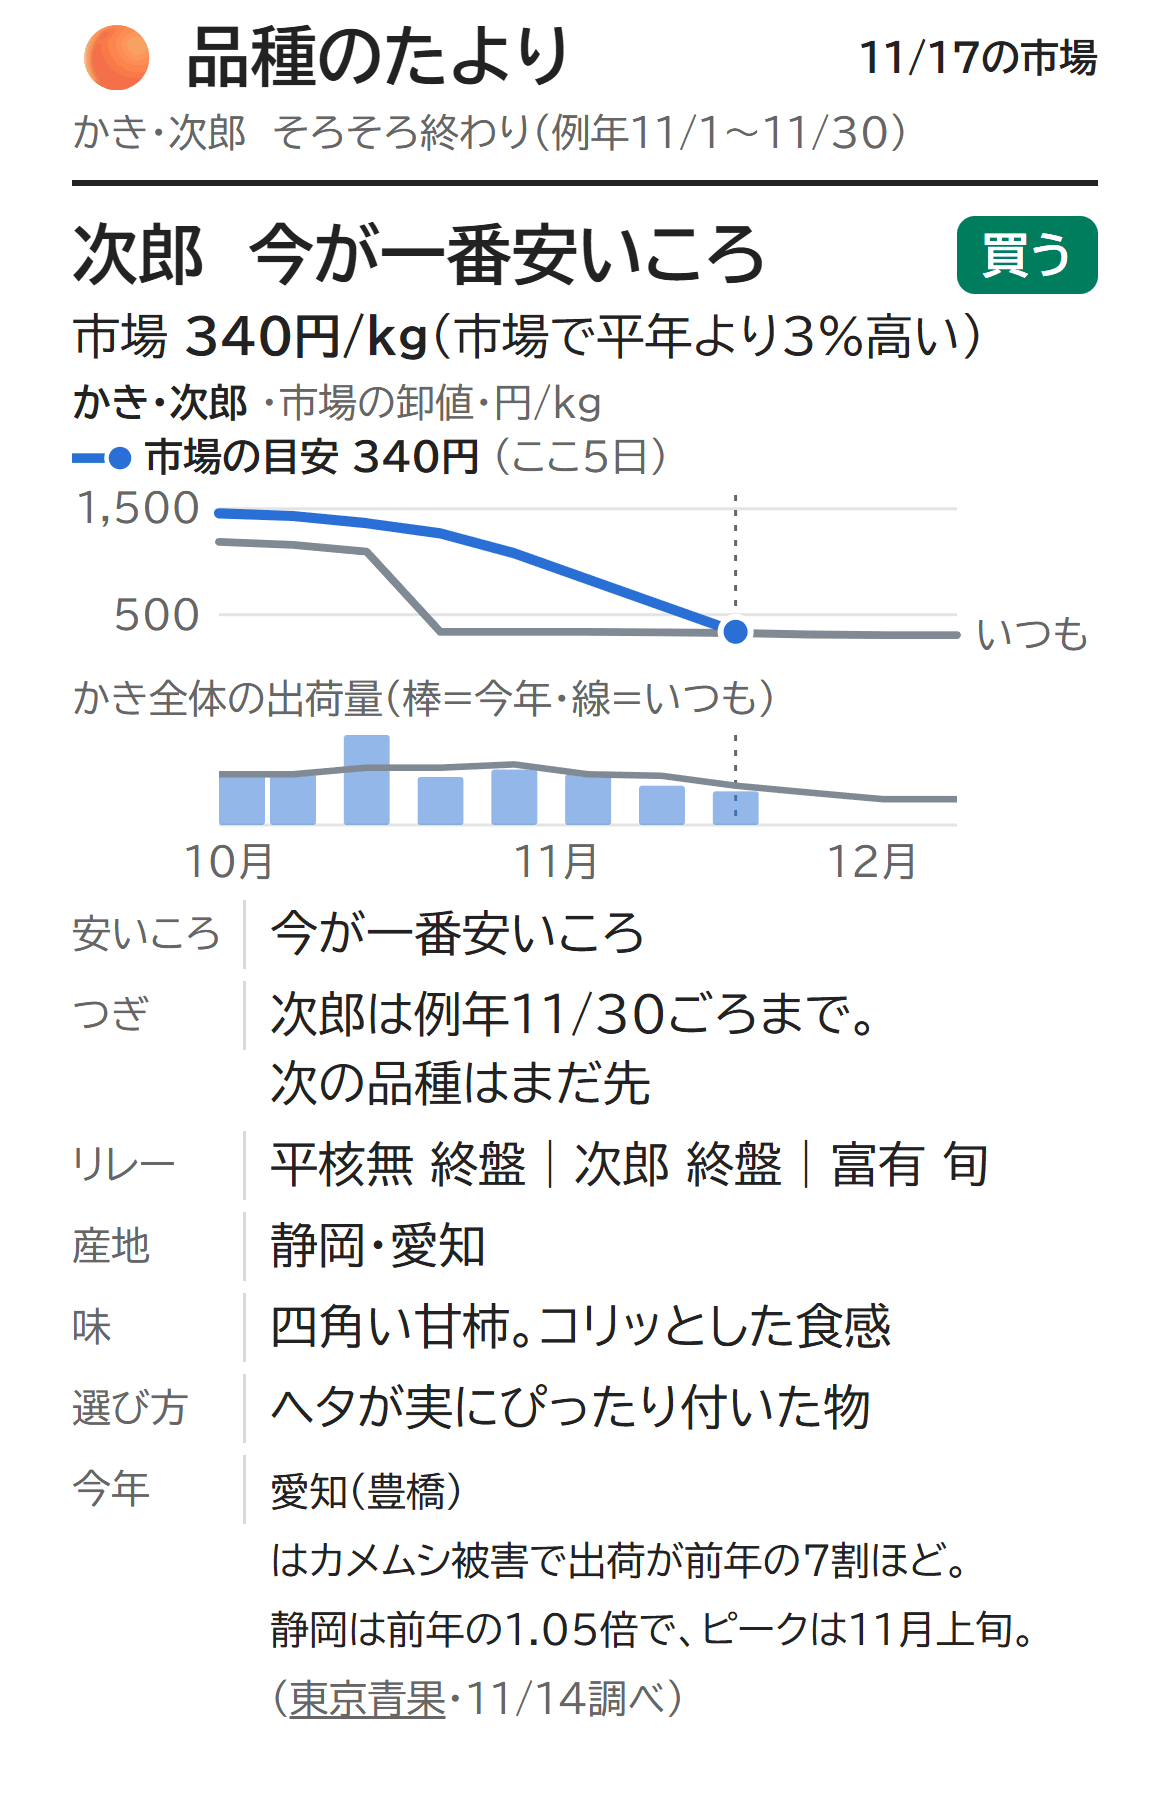 品種のたより
11/17の市場
かき・次郎 そろそろ終わり（例年11/1〜11/30）
次郎 今が一番安いころ
買う
市場 340円/kg（市場で平年より3%高い）
かき・次郎 ・市場の卸値・円/kg
市場の目安 340円 （ここ5日）
1,500
500
いつも
かき全体の出荷量（棒=今年・線=いつも）
10月 11月 12月
安いころ 今が一番安いころ
つぎ 次郎は例年11/30ごろまで。
次の品種はまだ先
リレー 平核無 終盤｜次郎 終盤｜富有 旬
産地 静岡・愛知
味 四角い甘柿。コリッとした食感
選び方 ヘタが実にぴったり付いた物
今年 愛知（豊橋）
はカメムシ被害で出荷が前年の7割ほど。
静岡は前年の1.05倍で、ピークは11月上旬。
（東京青果・11/14調べ）